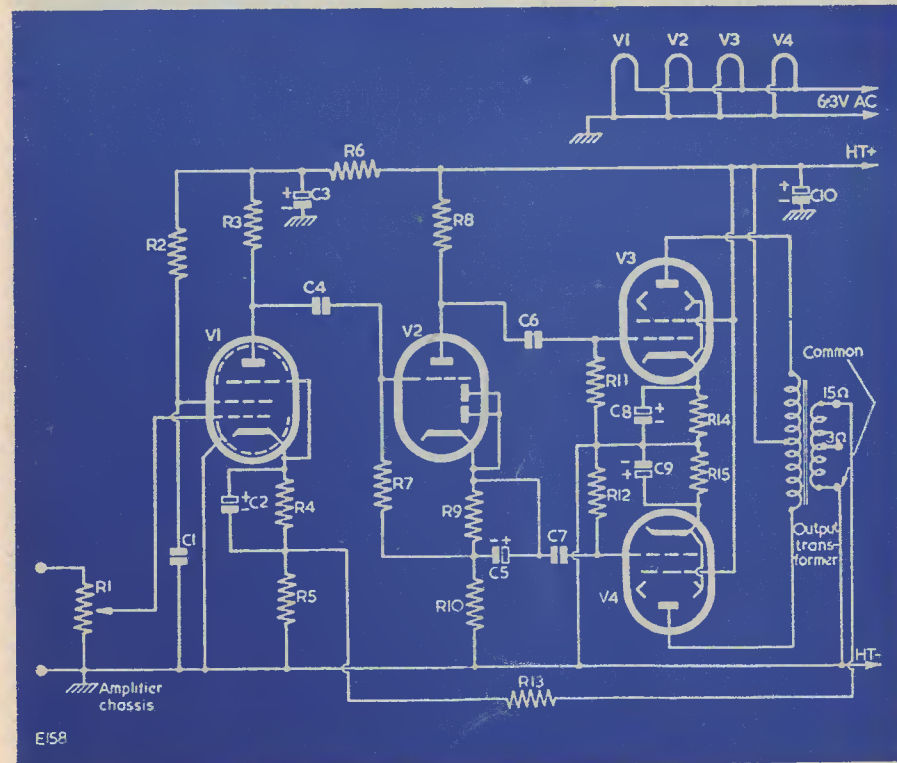 V1 V2 V3 V4
6·3V AC
HT+
R6
C3
C10
R3
R8
R2
V3
C4
V1
V2
C6
Common
R11
15Ω
C8
R14
3Ω
C9
R15
C2
R4
R7
R9
R12
C7
Output
trans-
former
C1
C5
R1
R5
R10
V4
HT-
Amplifier
chassis
R13
E158